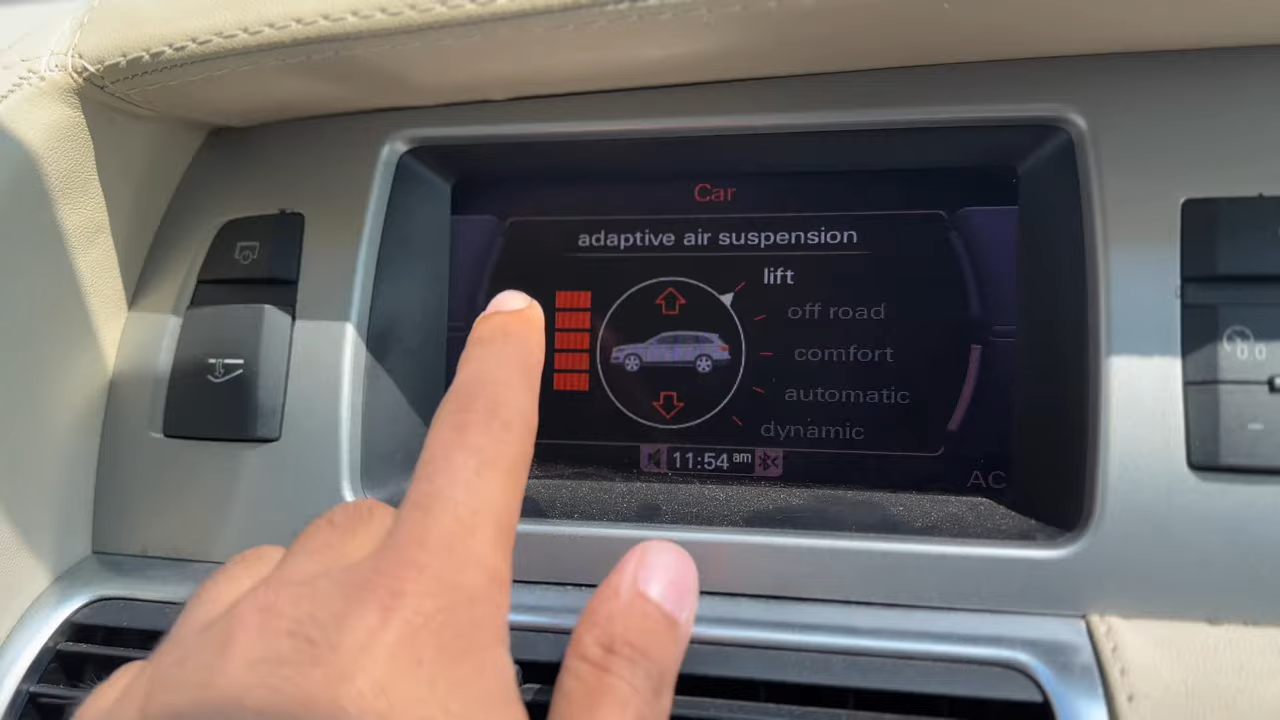 Car
adaptive air suspension
lift
off road
comfort
automatic
dynamic
11:54 am
AC